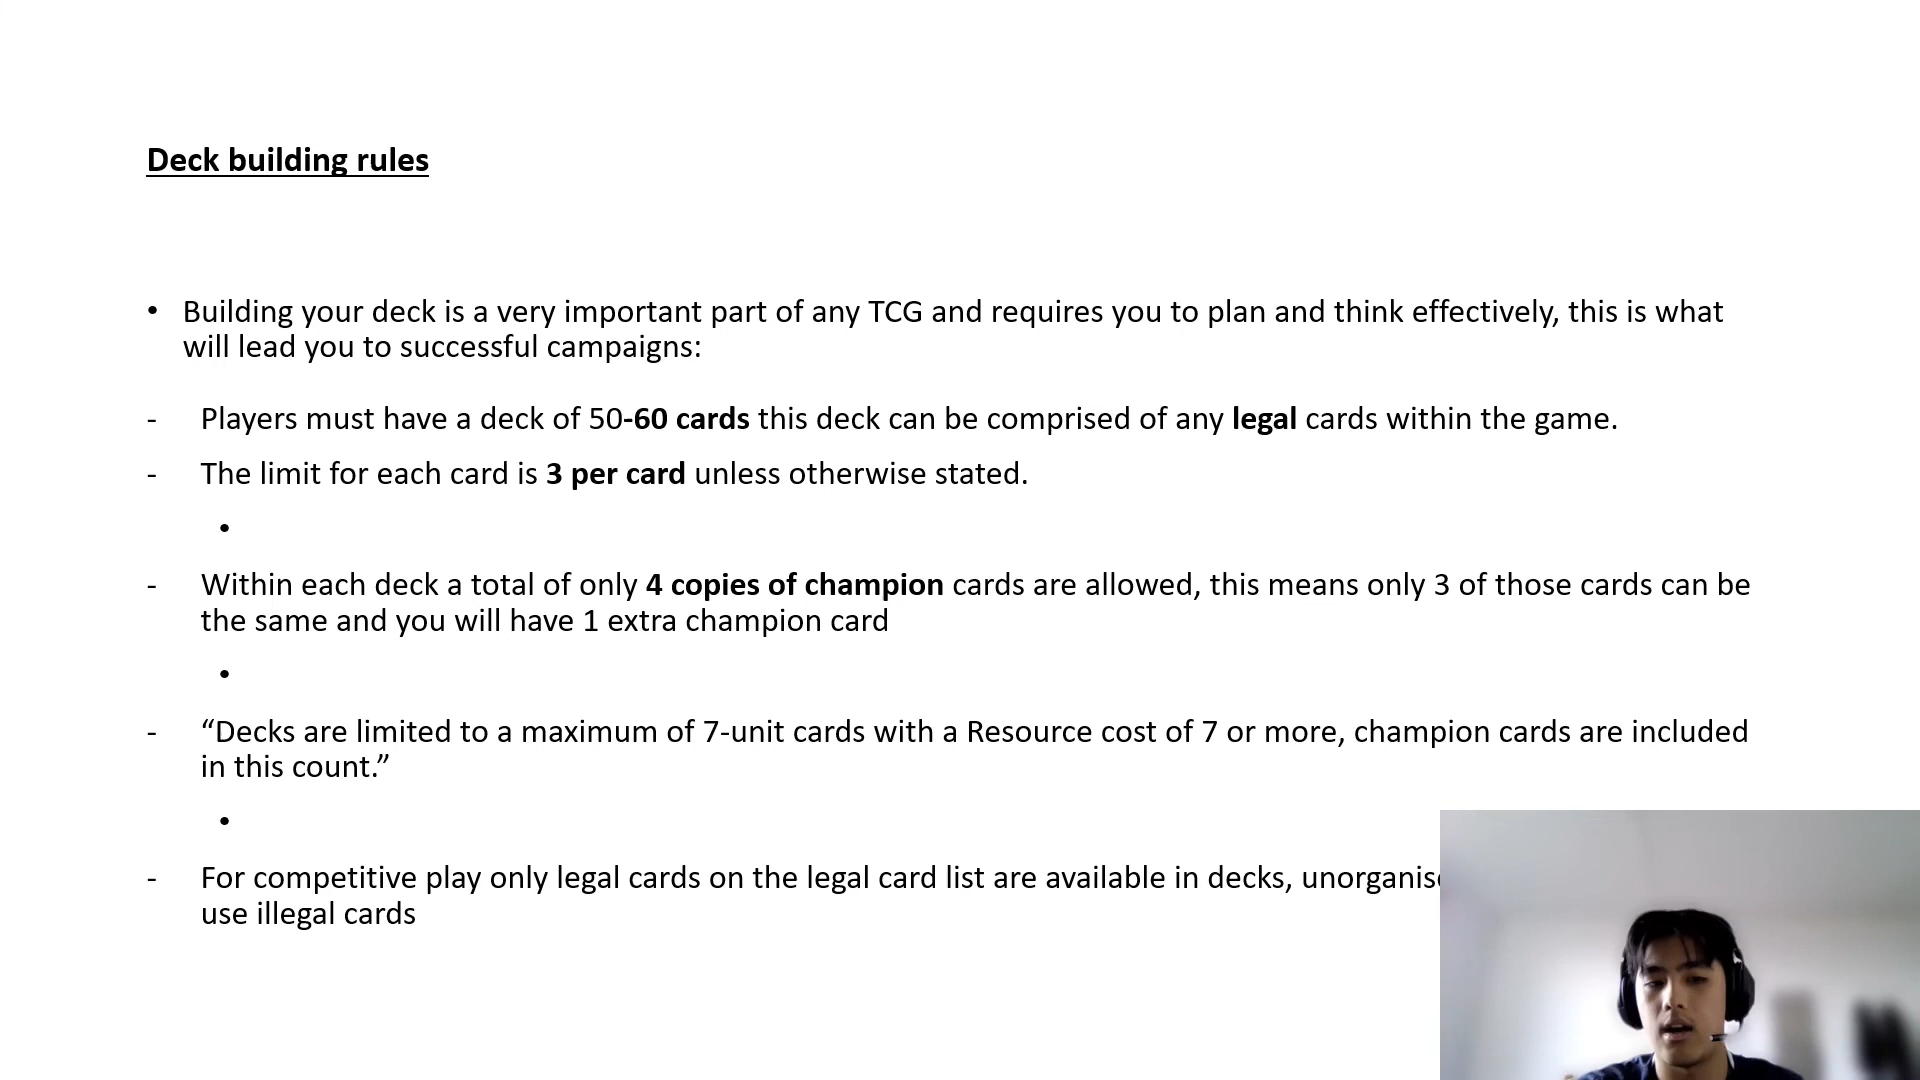 Deck building rules
• Building your deck is a very important part of any TCG and requires you to plan and think effectively, this is what
will lead you to successful campaigns:
- Players must have a deck of 50-60 cards this deck can be comprised of any legal cards within the game.
- The limit for each card is 3 per card unless otherwise stated.
•
- Within each deck a total of only 4 copies of champion cards are allowed, this means only 3 of those cards can be
the same and you will have 1 extra champion card
•
- “Decks are limited to a maximum of 7-unit cards with a Resource cost of 7 or more, champion cards are included
in this count.”
•
- For competitive play only legal cards on the legal card list are available in decks,
use illegal cards